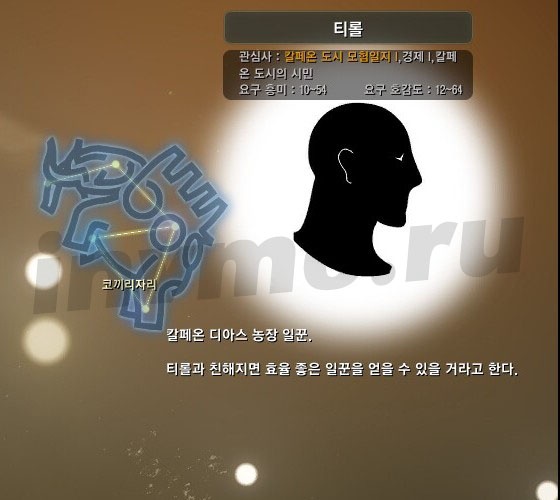 티롤
관심사 : 칼페온 도시 모험일지 I,경제 I,칼페
온 도시의 시민
요구 흥미 : 10~54 요구 호감도 : 12~64
코끼리자리
칼페온 디아스 농장 일꾼.
티롤과 친해지면 효율 좋은 일꾼을 얻을 수 있을 거라고 한다.